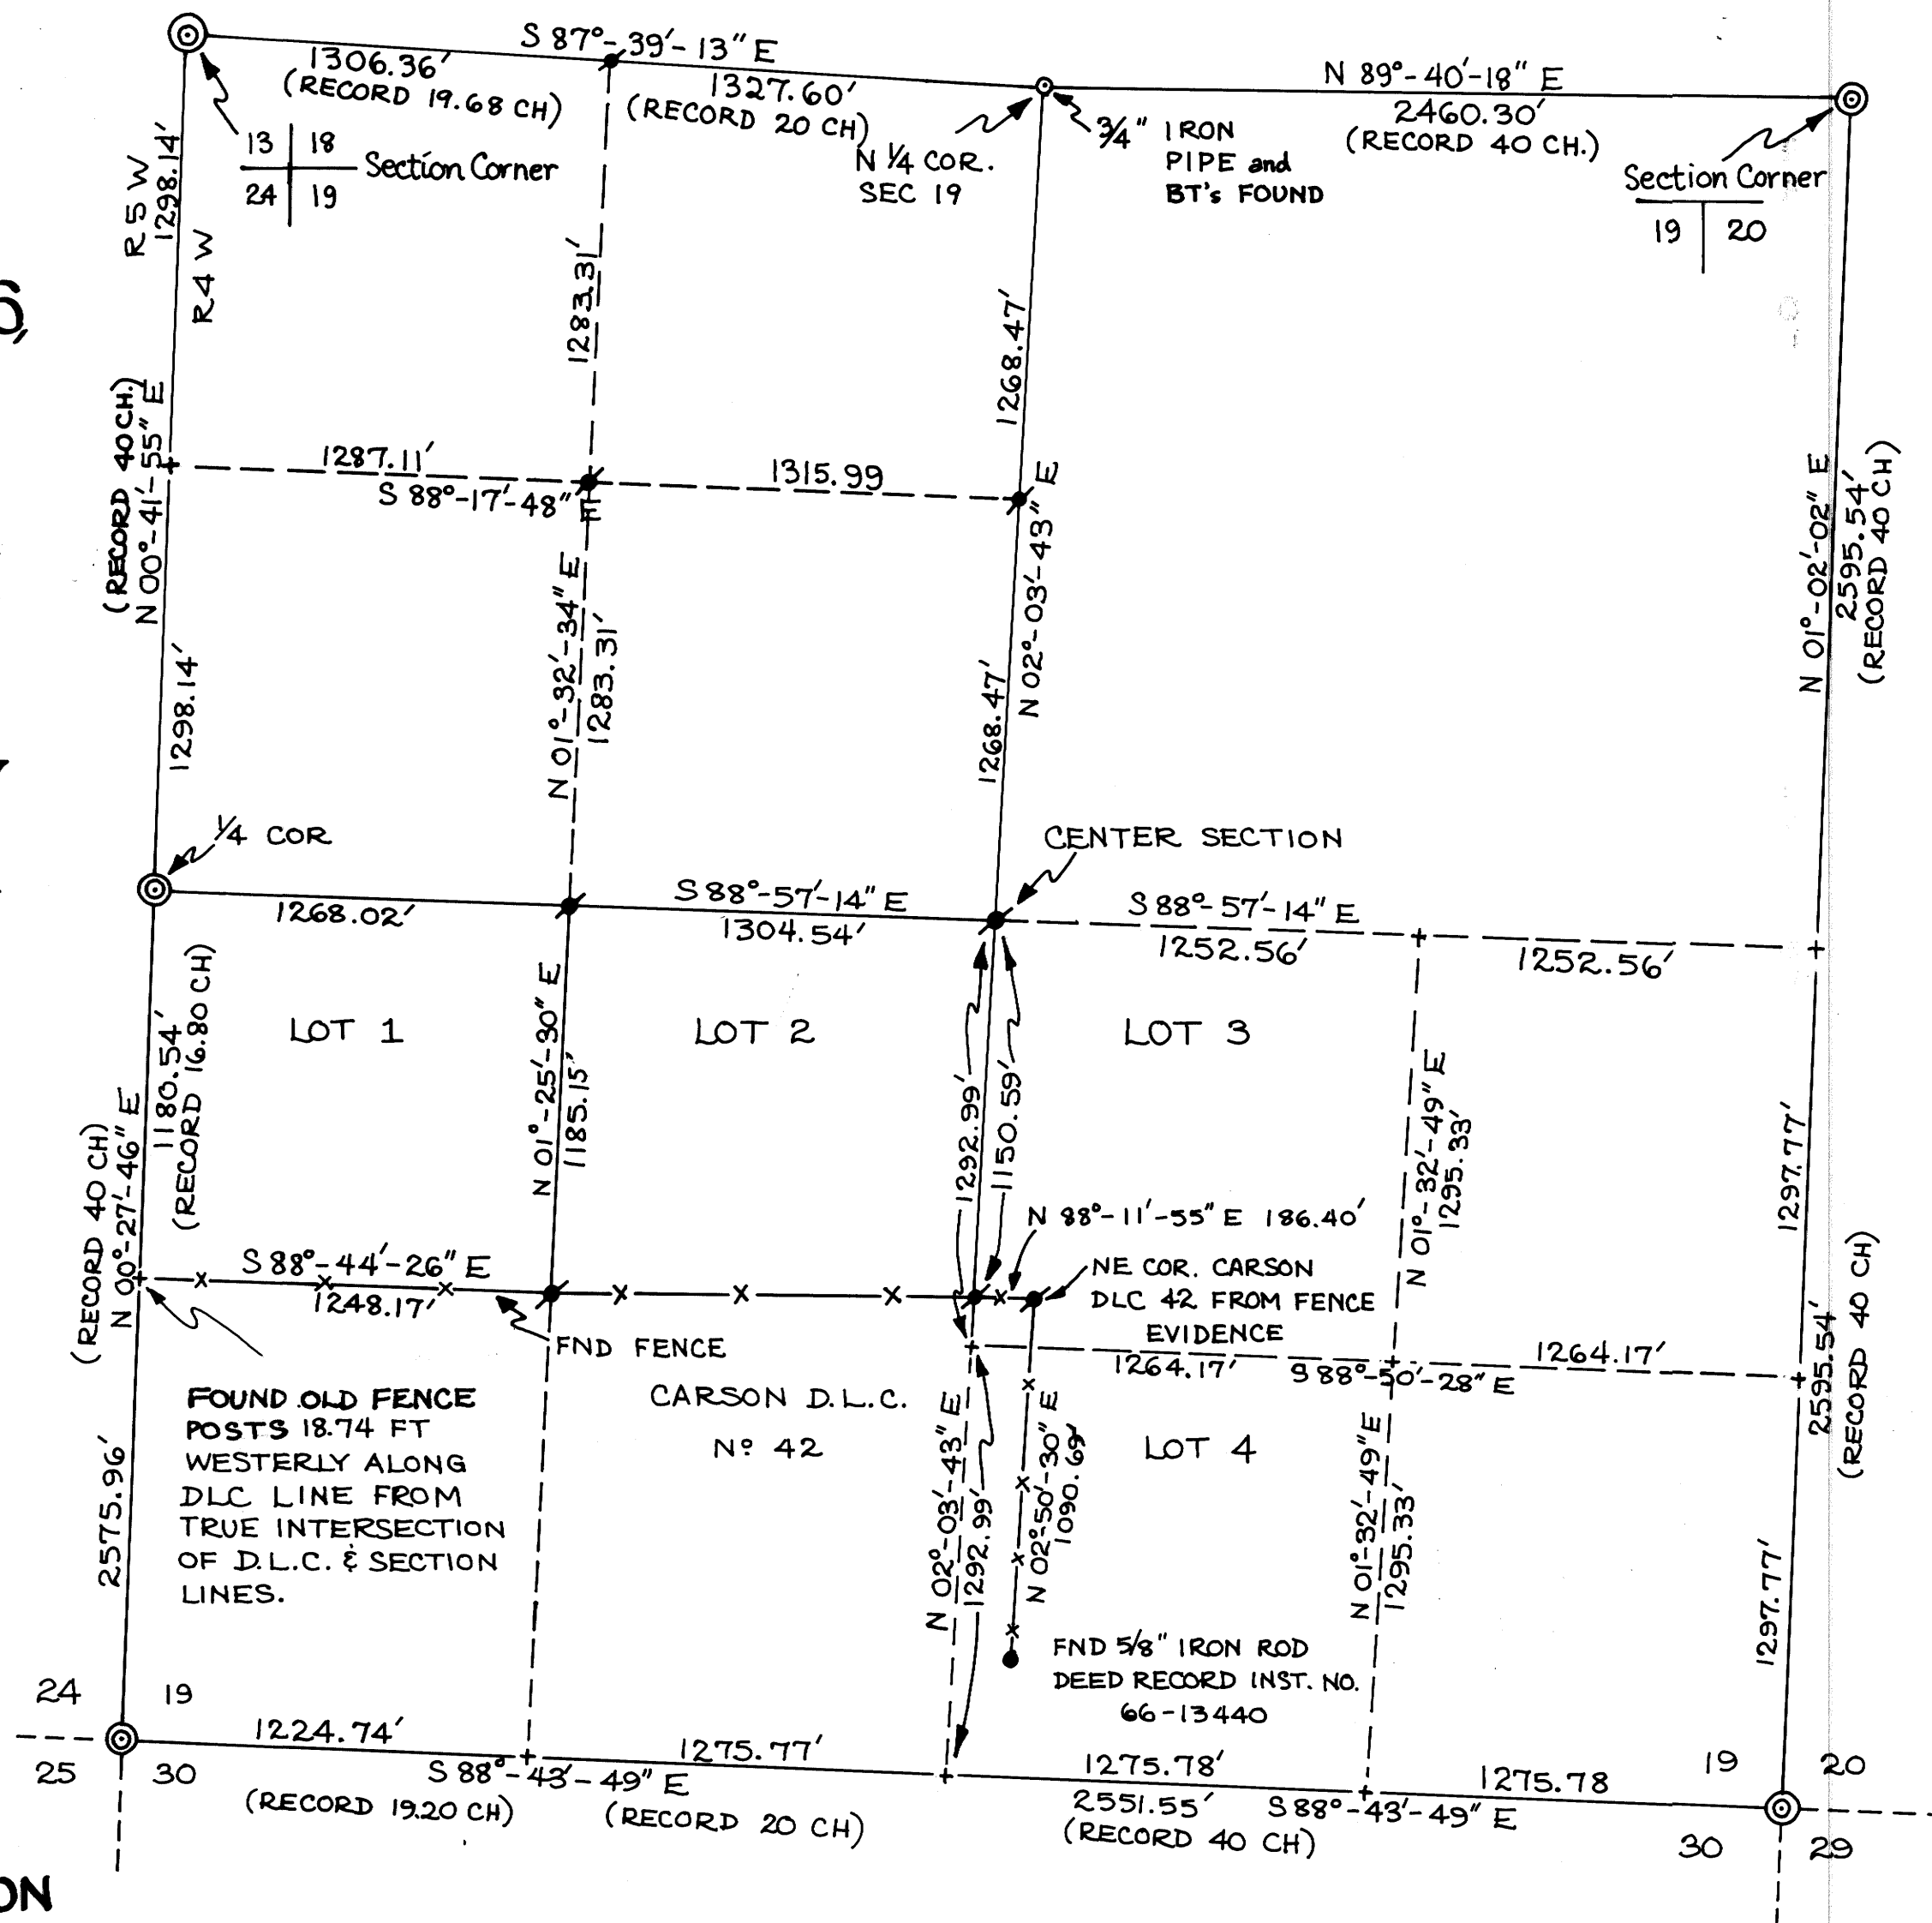 S 87°-39'-13" E
1306.36'
(RECORD 19.68 CH)
1327.60'
(RECORD 20 CH)
N 89°-40'-18" E
2460.30'
(RECORD 40 CH.)
13 18
24 19
Section Corner
N 1/4 COR.
SEC 19
3/4" IRON
PIPE and
BT's FOUND
Section Corner
19 20
R 5 W
1298.14'
R 4 W
1283.31'
1268.47'
(RECORD 40 CH.)
N 00°-41'-55" E
1287.11'
S 88°-17'-48" E
1315.99
N 02°-03'-43" E
N 01°-02'-02" E
2595.54'
(RECORD 40 CH)
N 01°-32'-34" E
1283.31'
1298.14'
1268.47'
1/4 COR
CENTER SECTION
1268.02'
S 88°-57'-14" E
1304.54'
S 88°-57'-14" E
1252.56'
1252.56'
LOT 1
LOT 2
LOT 3
1180.54'
(RECORD 16.80 CH)
N 01°-25'-30" E
1185.15'
1292.99'
1150.59'
N 01°-32'-49" E
1295.33'
1297.77'
(RECORD 40 CH)
N 00°-27'-46" E
N 88°-11'-55" E 186.40'
S 88°-44'-26" E
1248.17'
FND FENCE
NE COR. CARSON
DLC 42 FROM FENCE
EVIDENCE
1264.17'
S 88°-50'-28" E
1264.17'
2595.54'
(RECORD 40 CH)
FOUND OLD FENCE
POSTS 18.74 FT
WESTERLY ALONG
DLC LINE FROM
TRUE INTERSECTION
OF D.L.C. & SECTION
LINES.
CARSON D.L.C.
Nº 42
LOT 4
2575.96'
N 02°-03'-43" E
1292.99'
N 02°-50'-30" E
1090.69'
N 01°-32'-49" E
1295.33'
1297.77'
FND 5/8" IRON ROD
DEED RECORD INST. NO.
66-13440
24 19
25 30
1224.74'
S 88°-43'-49" E
1275.77'
(RECORD 19.20 CH)
(RECORD 20 CH)
1275.78'
2551.55'
S 88°-43'-49" E
(RECORD 40 CH)
1275.78
19 20
30 29
ON